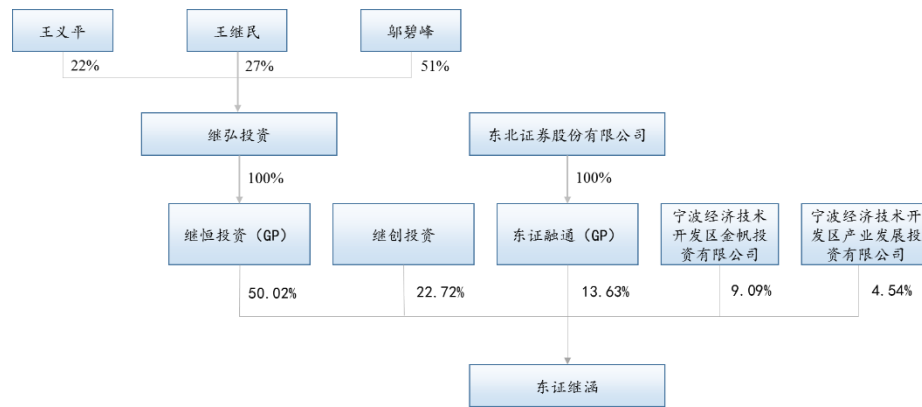 王义平
王继民
邬碧峰
22%
27%
51%
继弘投资
东北证券股份有限公司
100%
100%
继恒投资（GP）
继创投资
东证融通（GP）
宁波经济技术
开发区金帆投
资有限公司
宁波经济技术开
发区产业发展投
资有限公司
50.02%
22.72%
13.63%
9.09%
4.54%
东证继涵